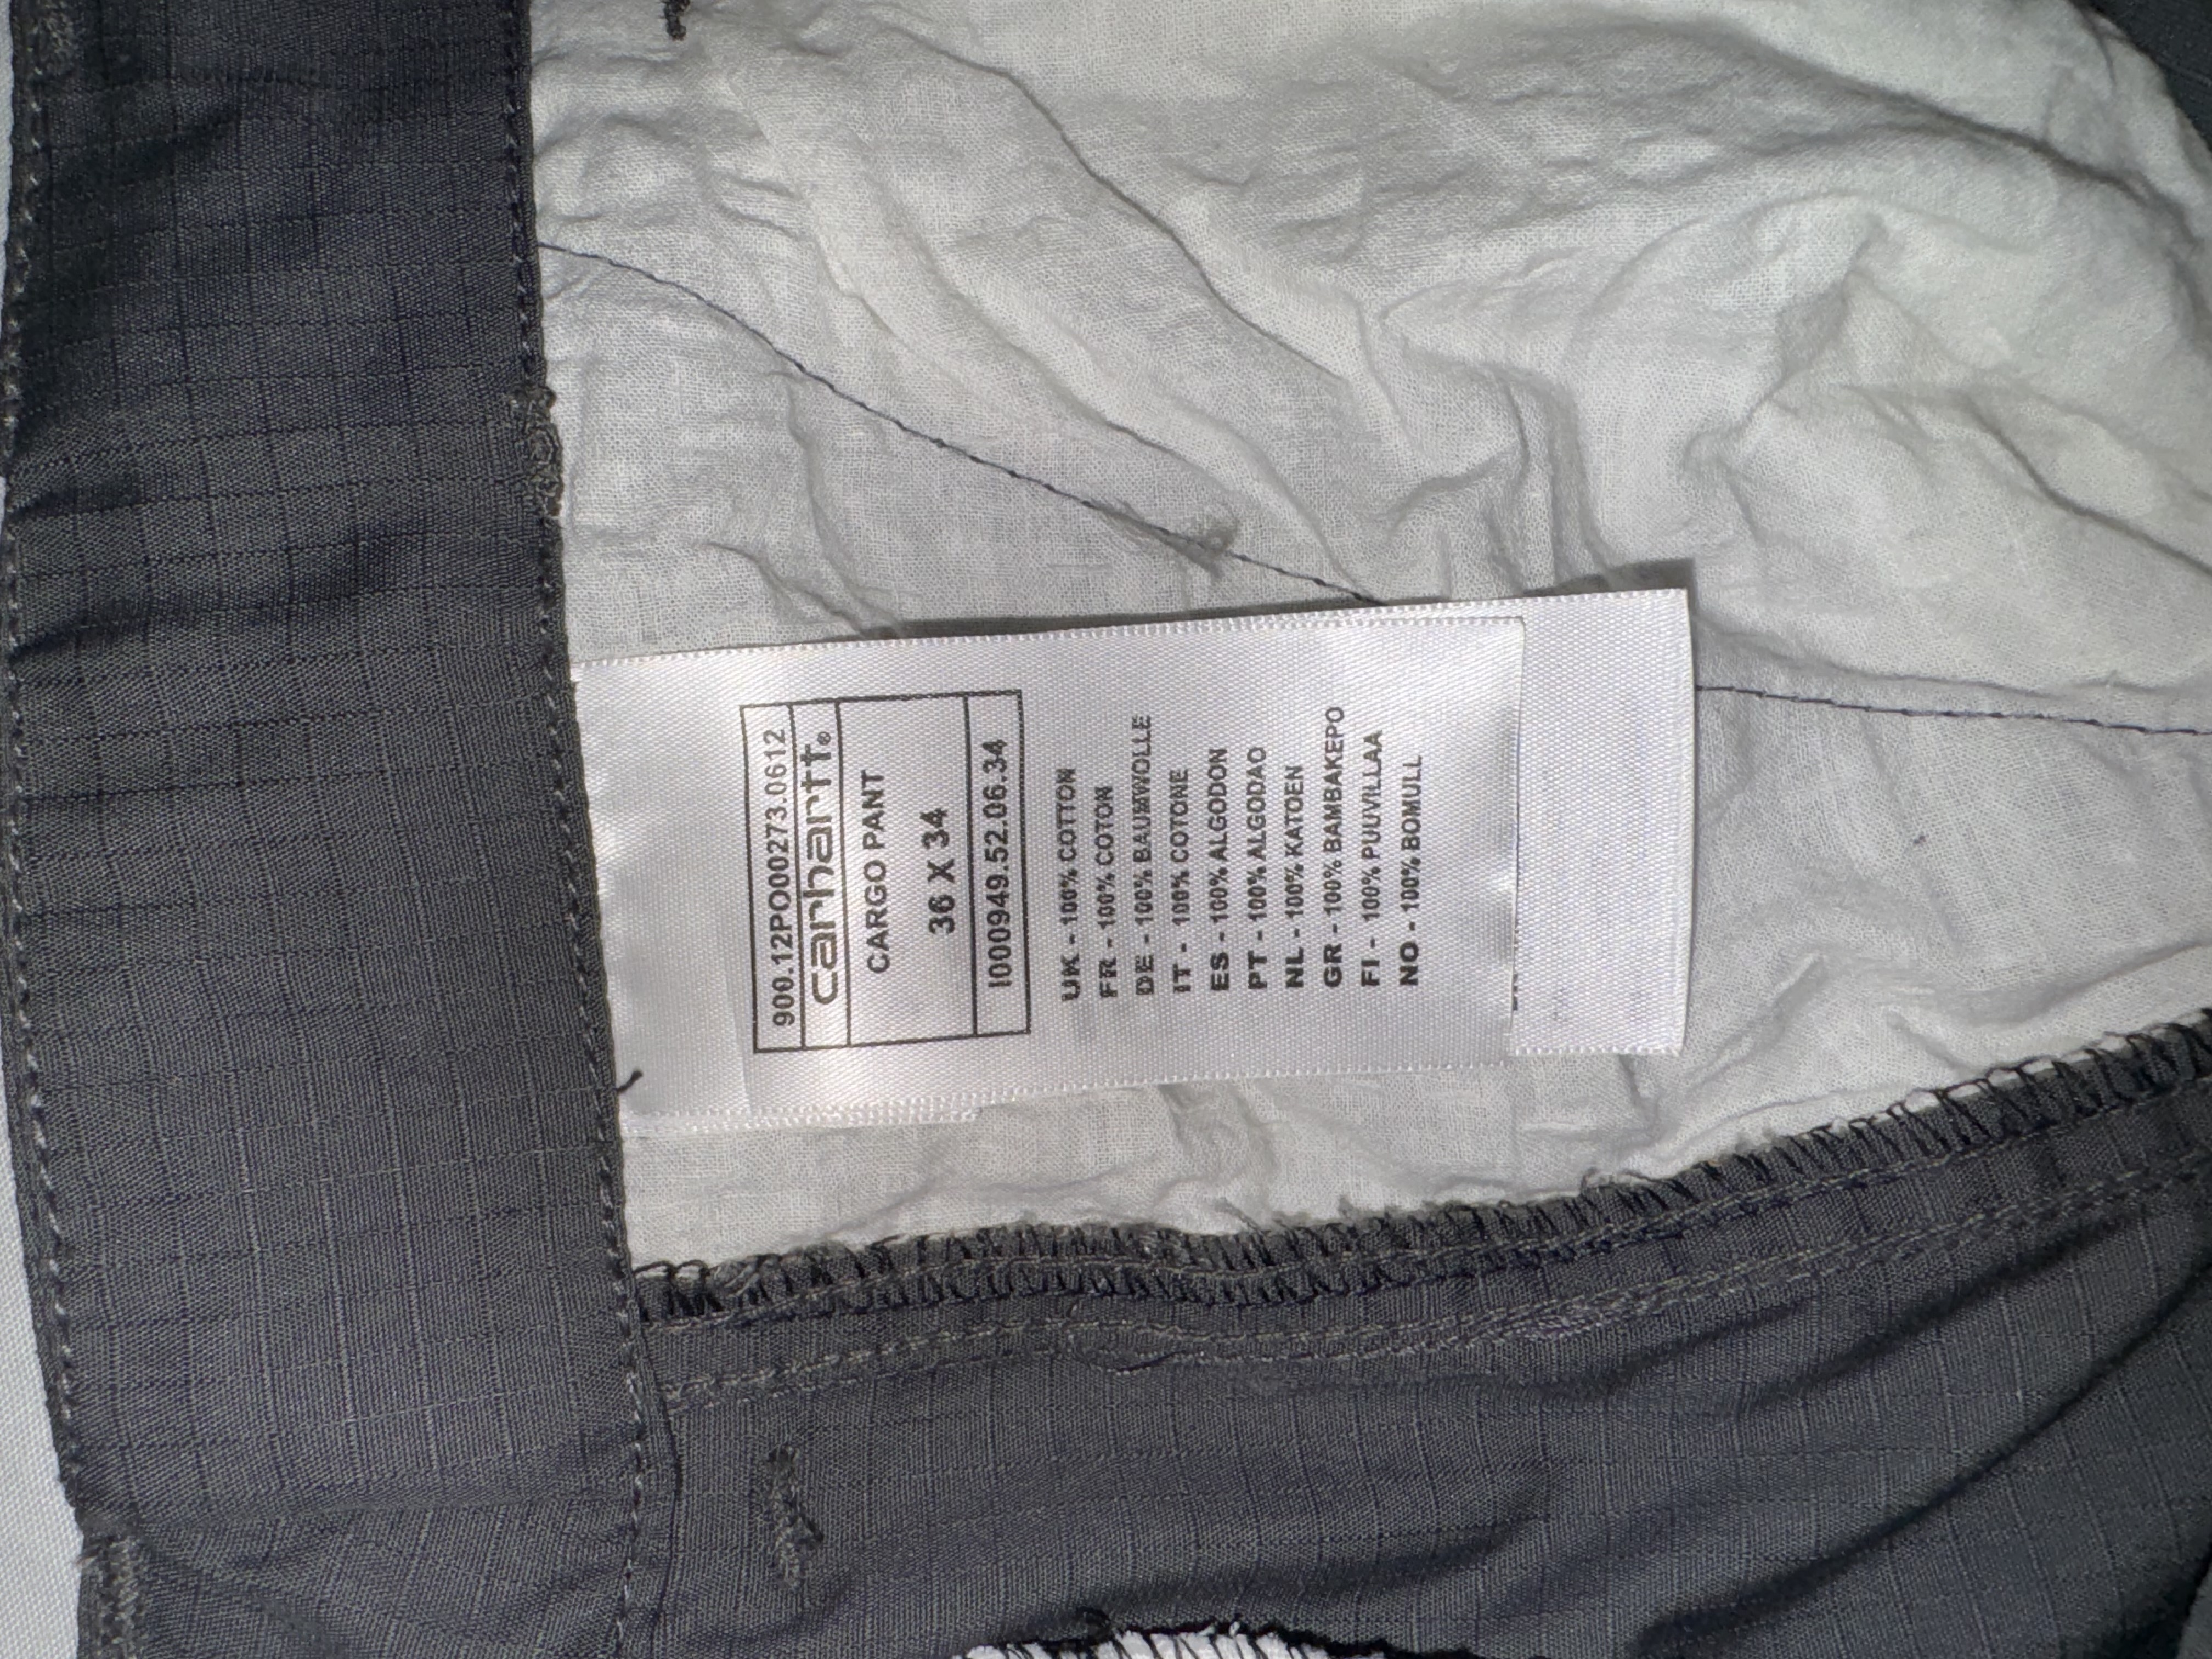 900.12PO000273.0612
carhartt®
CARGO PANT
36 X 34
I000949.52.06.34
UK - 100% COTTON
FR - 100% COTON
DE - 100% BAUMWOLLE
IT - 100% COTONE
ES - 100% ALGODON
PT - 100% ALGODAO
NL - 100% KATOEN
GR - 100% BAMBAKEPO
FI - 100% PUUVILLAA
NO - 100% BOMULL